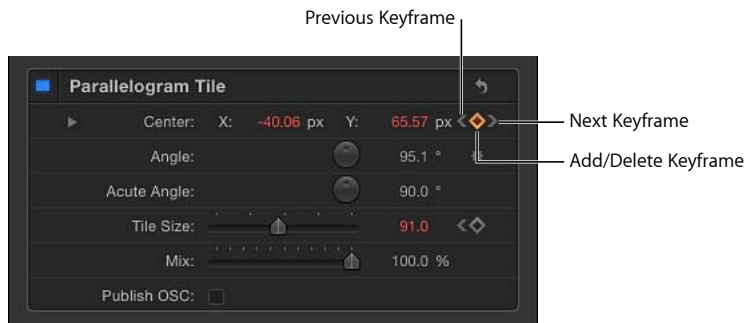 Previous Keyframe
Parallelogram Tile
Center: X: -40.06 px Y: 65.57 px
Next Keyframe
Angle: 95.1 °
Add/Delete Keyframe
Acute Angle: 90.0 °
Tile Size: 91.0
Mix: 100.0 %
Publish OSC: